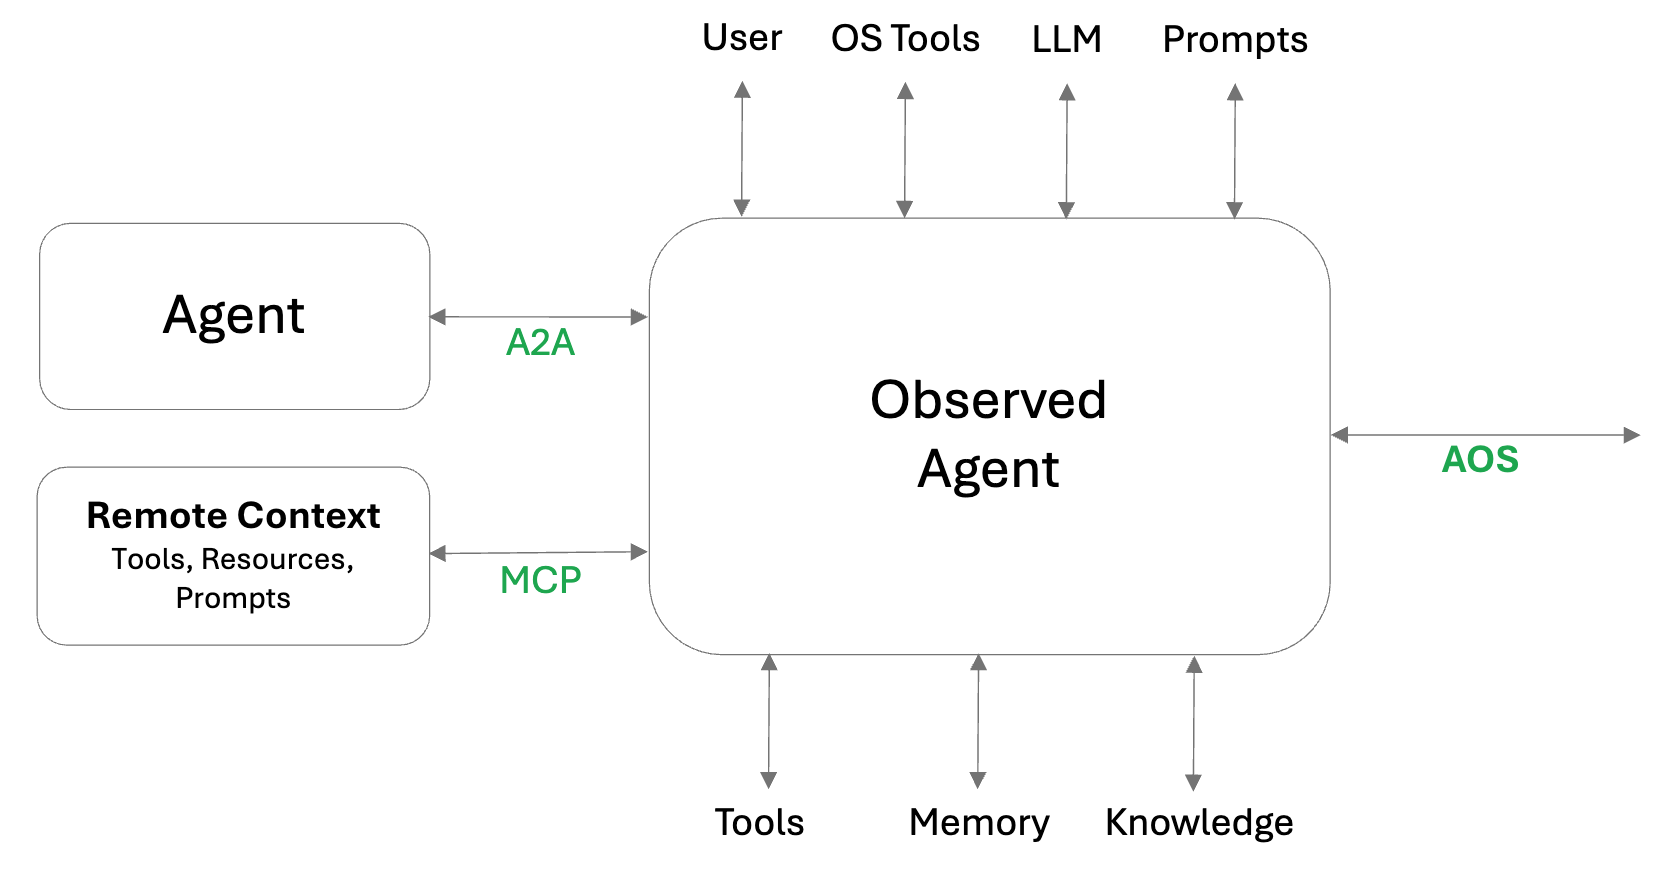 User
OS Tools
LLM
Prompts
Agent
A2A
Observed
Agent
AOS
Remote Context
Tools, Resources,
Prompts
MCP
Tools
Memory
Knowledge